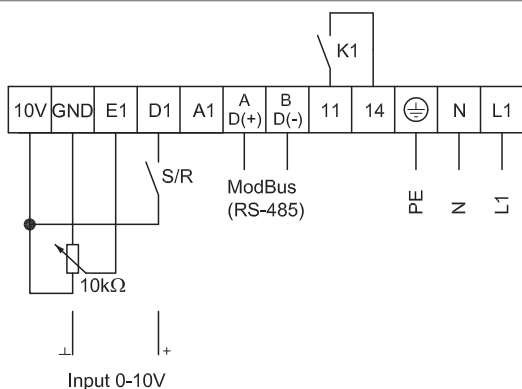 K1
10V GND E1 D1 A1 A D(+) B D(-) 11 14 N L1
S/R
ModBus
(RS-485)
PE
N
L1
10kΩ
⊥ +
Input 0-10V